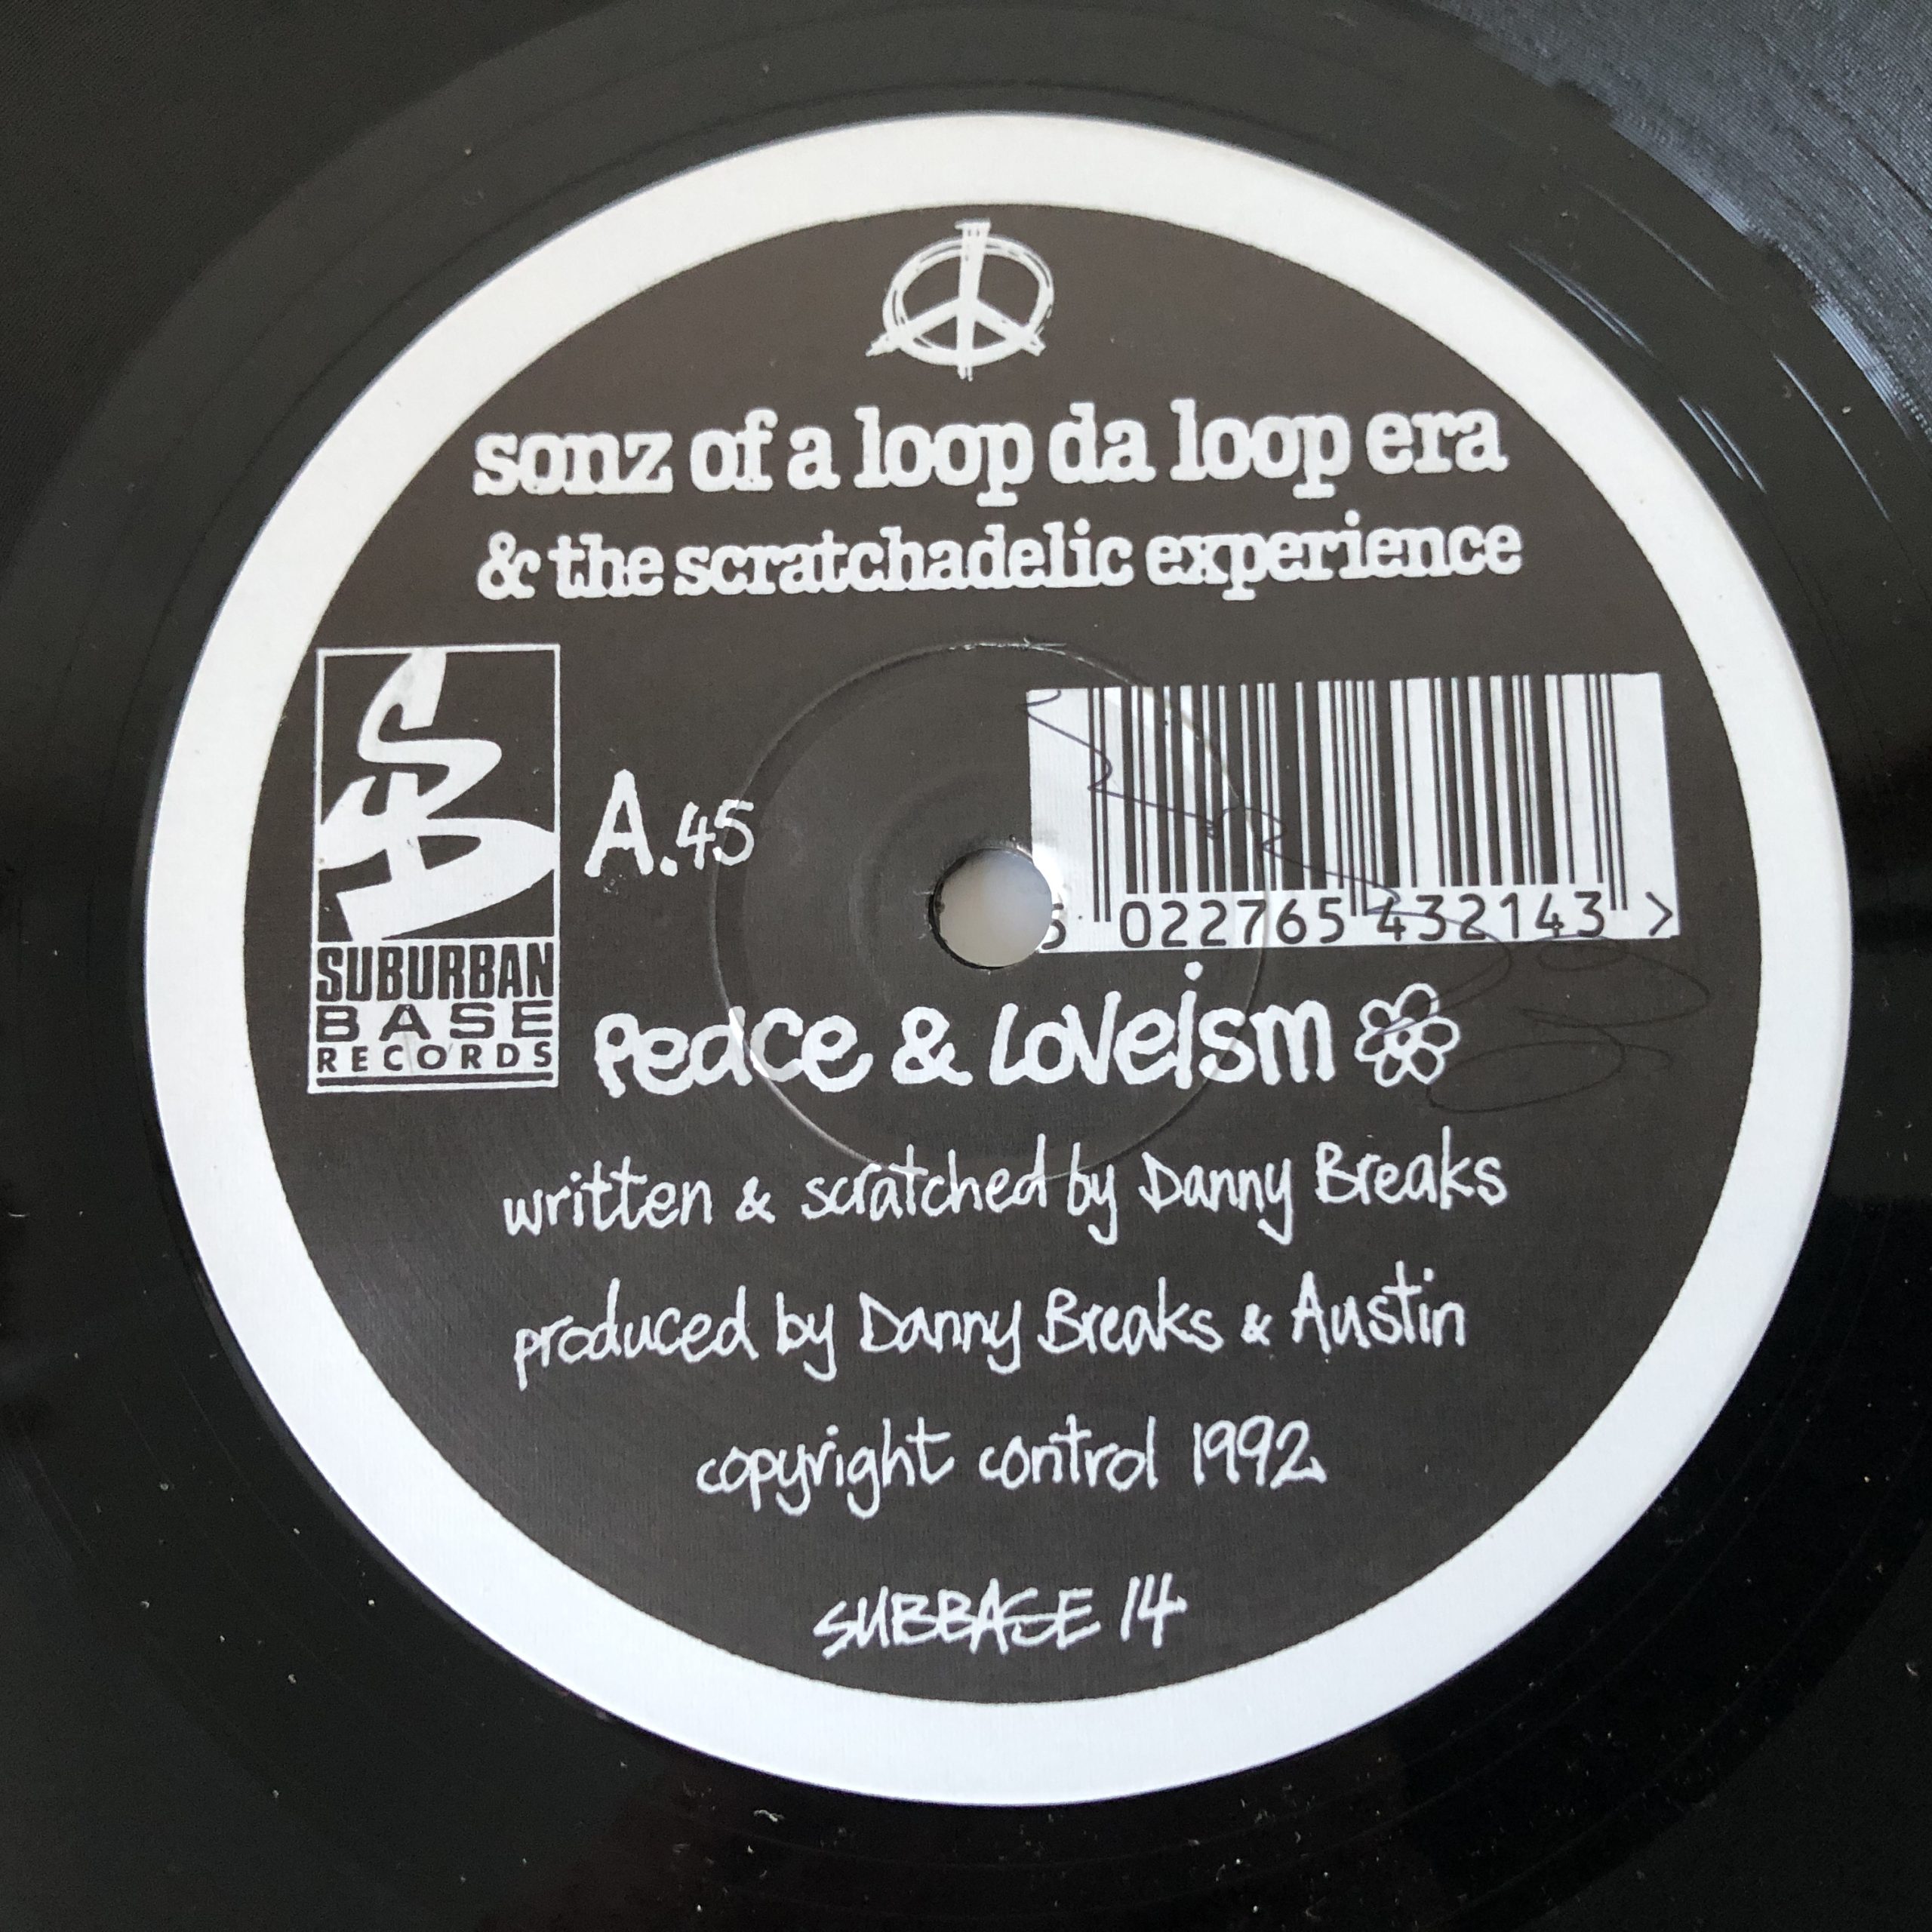 sonz of a loop da loop era
& the scratchadelic experience
SUBURBAN
BASE
RECORDS
A.45
5 022765 432143 >
Peace & Loveism
written & scratched by Danny Breaks
produced by Danny Breaks & Austin
copyright control 1992
SUBBASE 14